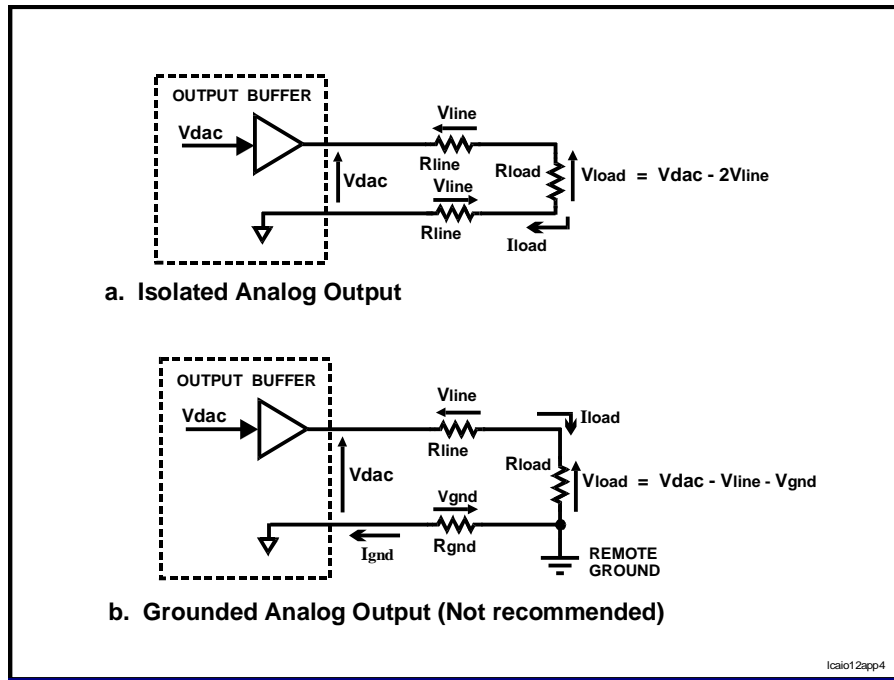 OUTPUT BUFFER
Vdac
Vline
Rline
Vdac
Vline
Rline
Rload
Vload = Vdac - 2Vline
Iload
a. Isolated Analog Output
OUTPUT BUFFER
Vdac
Vline
Rline
Iload
Rload
Vload = Vdac - Vline - Vgnd
Vdac
Vgnd
Rgnd
Ignd
REMOTE
GROUND
b. Grounded Analog Output (Not recommended)
lcaio12app4